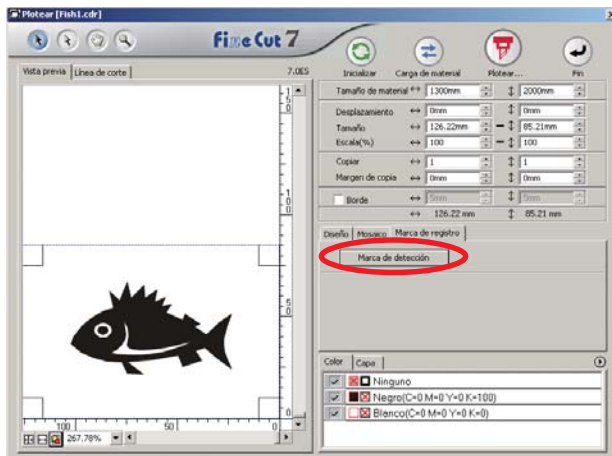 Plotear [Fish1.cdr]
FineCut 7
Inicializar Carga de material Plotear... Fin
Vista previa Línea de corte 7.0ES
Tamaño de material 1300mm 2000mm
Desplazamiento 0mm 0mm
Tamaño 126.22mm 85.21mm
Escala(%) 100 100
Copiar 1 1
Margen de copia 0mm 0mm
Borde 5mm 5mm
126.22 mm 85.21 mm
Diseño Mosaico Marca de registro
Marca de detección
Color Capa
Ninguno
Negro(C=0 M=0 Y=0 K=100)
Blanco(C=0 M=0 Y=0 K=0)
150
100
50
0
100 50 0
267.78%